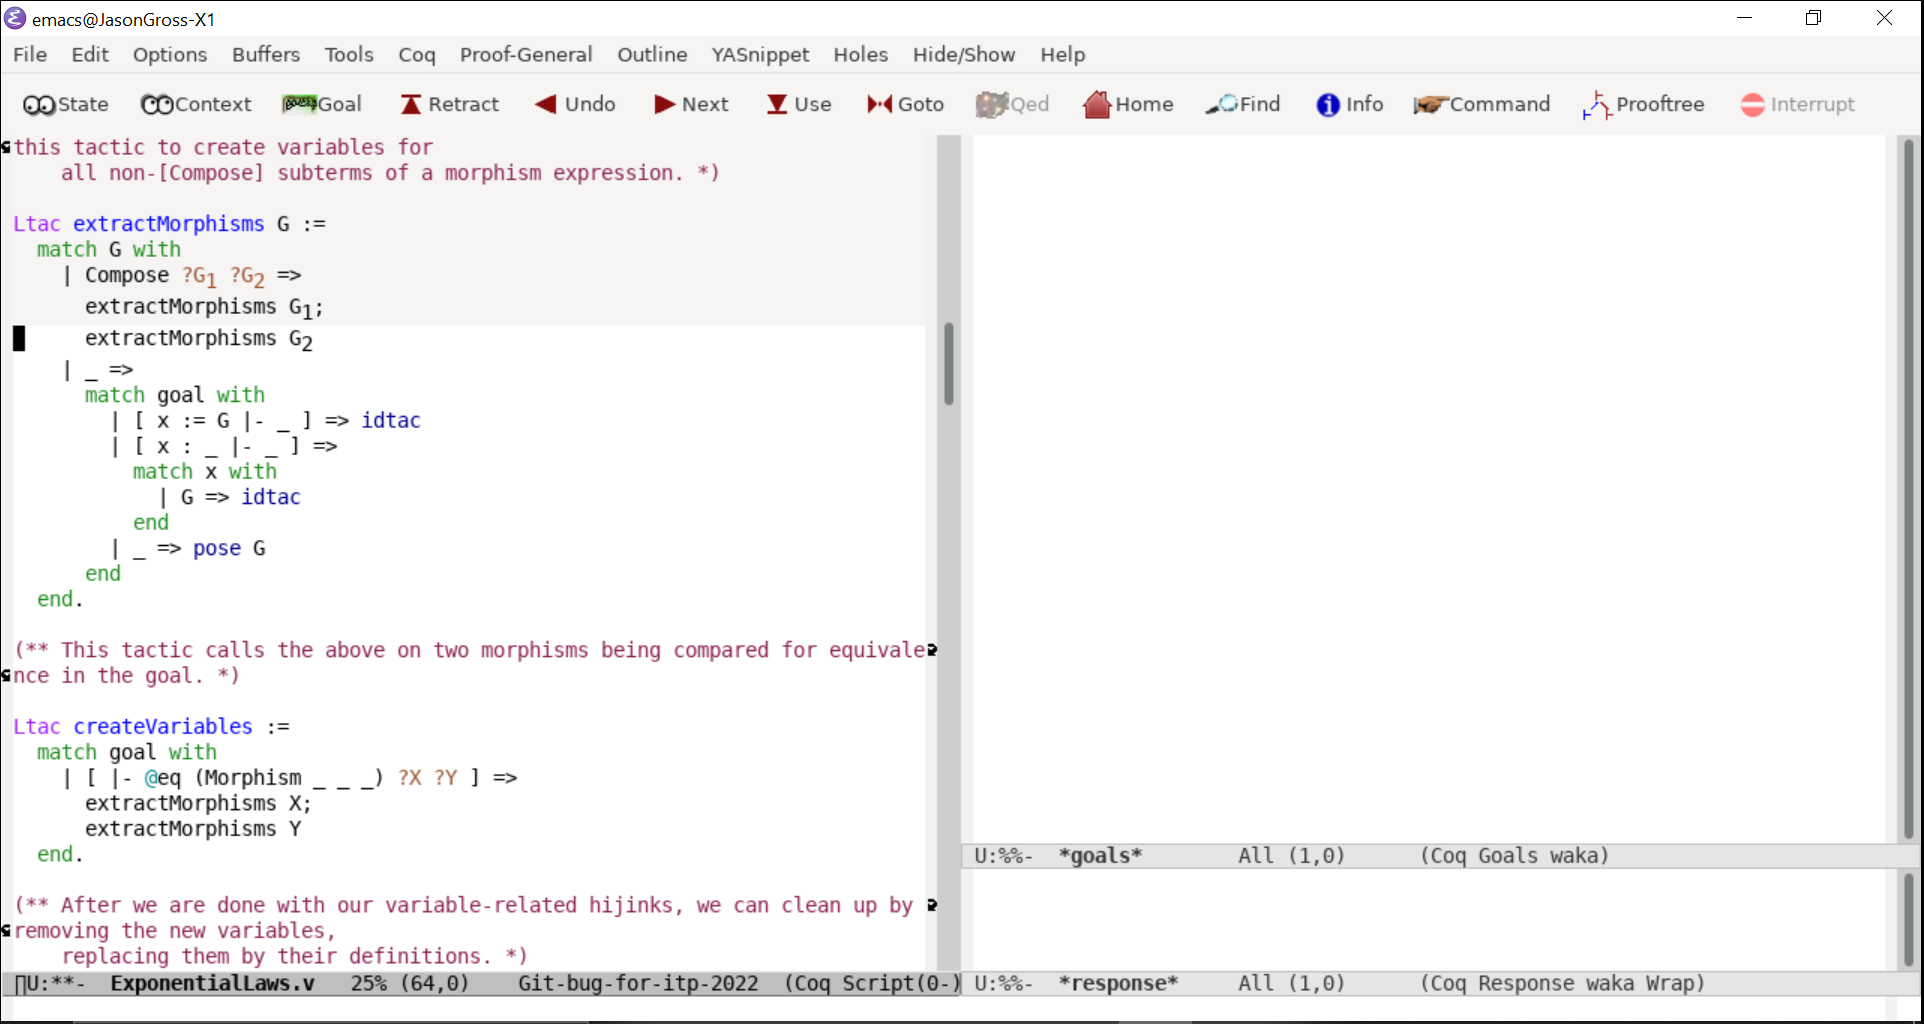 emacs@JasonGross-X1
File Edit Options Buffers Tools Coq Proof-General Outline YASnippet Holes Hide/Show Help
State Context Goal Retract Undo Next Use Goto Qed Home Find Info Command Prooftree Interrupt
this tactic to create variables for
    all non-[Compose] subterms of a morphism expression. *)
Ltac extractMorphisms G :=
  match G with
    | Compose ?G1 ?G2 =>
      extractMorphisms G1;
      extractMorphisms G2
    | _ =>
      match goal with
        | [ x := G |- _ ] => idtac
        | [ x : _ |- _ ] =>
          match x with
            | G => idtac
          end
        | _ => pose G
      end
  end.
(** This tactic calls the above on two morphisms being compared for equivale
nce in the goal. *)
Ltac createVariables :=
  match goal with
    | [ |- @eq (Morphism _ _ _) ?X ?Y ] =>
      extractMorphisms X;
      extractMorphisms Y
  end.
(** After we are done with our variable-related hijinks, we can clean up by
removing the new variables,
    replacing them by their definitions. *)
U:**-  ExponentialLaws.v   25% (64,0)    Git-bug-for-itp-2022  (Coq Script(0-)
U:%%-  *goals*        All (1,0)      (Coq Goals waka)
U:%%-  *response*     All (1,0)      (Coq Response waka Wrap)